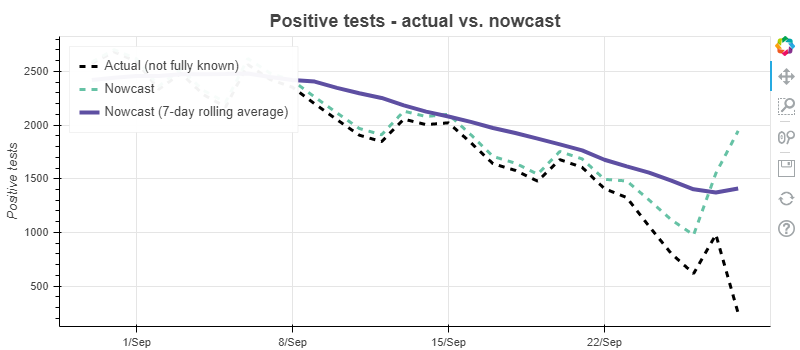 Positive tests - actual vs. nowcast
Actual (not fully known)
Nowcast
Nowcast (7-day rolling average)
Positive tests
2500
2000
1500
1000
500
1/Sep
8/Sep
15/Sep
22/Sep